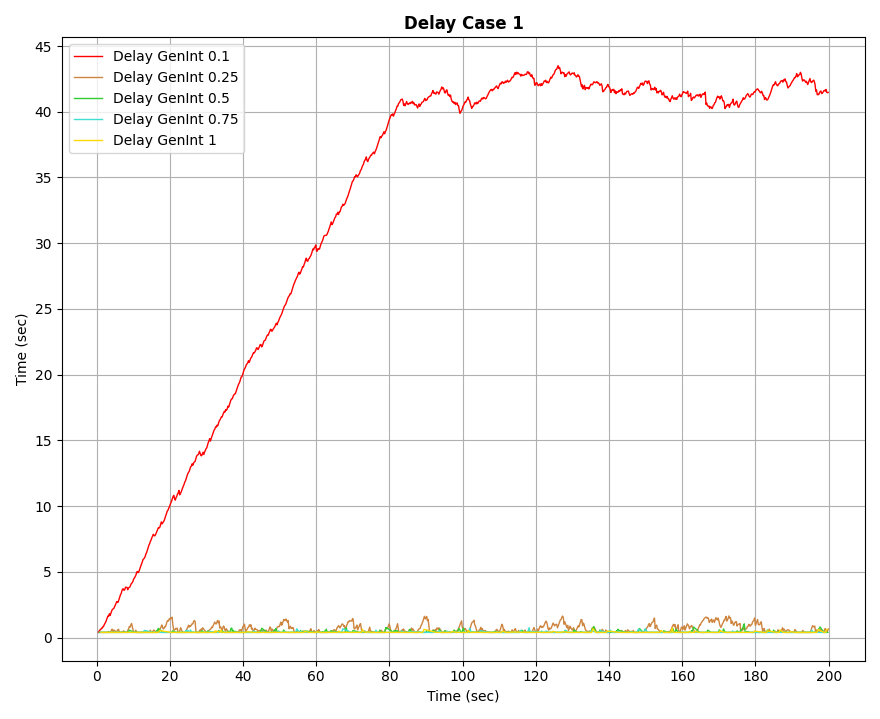 Delay Case 1
Delay GenInt 0.1
Delay GenInt 0.25
Delay GenInt 0.5
Delay GenInt 0.75
Delay GenInt 1
Time (sec)
45
40
35
30
25
20
15
10
5
0
0 20 40 60 80 100 120 140 160 180 200
Time (sec)